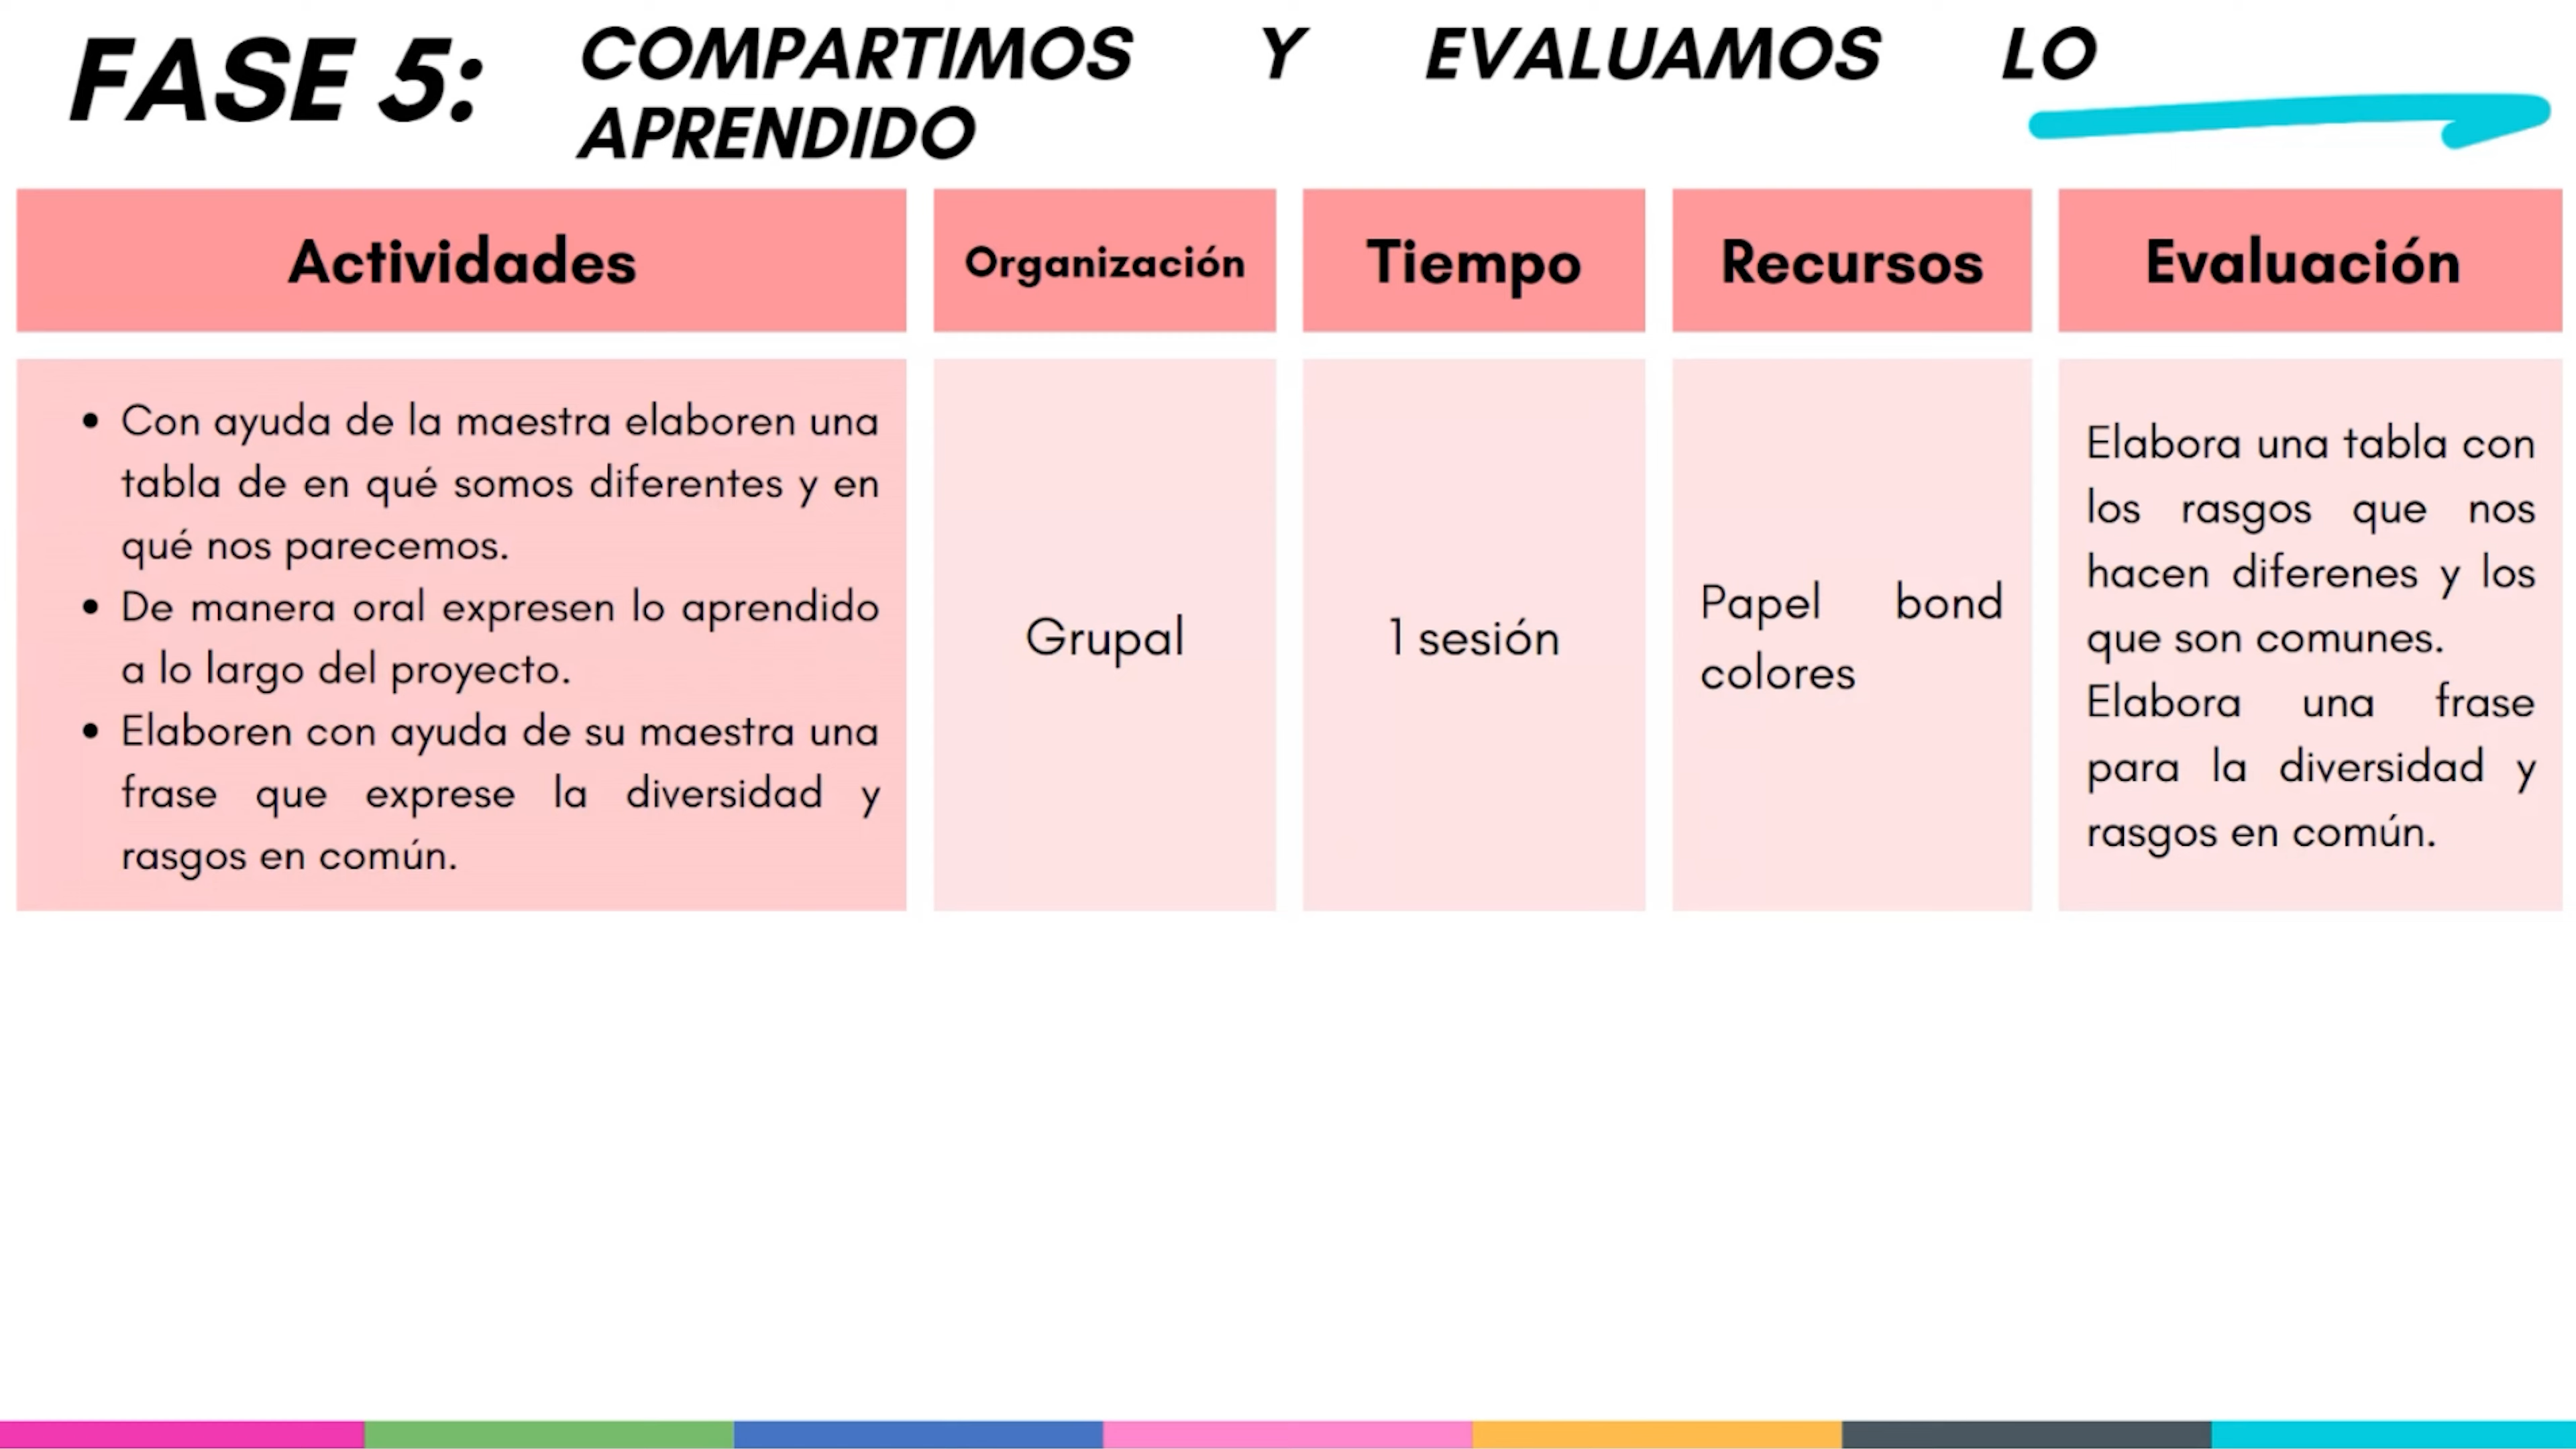 FASE 5:
COMPARTIMOS Y EVALUAMOS LO
APRENDIDO
Actividades
Organización
Tiempo
Recursos
Evaluación
• Con ayuda de la maestra elaboren una
tabla de en qué somos diferentes y en
qué nos parecemos.
• De manera oral expresen lo aprendido
a lo largo del proyecto.
• Elaboren con ayuda de su maestra una
frase que exprese la diversidad y
rasgos en común.
Grupal
1 sesión
Papel bond
colores
Elabora una tabla con
los rasgos que nos
hacen diferenes y los
que son comunes.
Elabora una frase
para la diversidad y
rasgos en común.